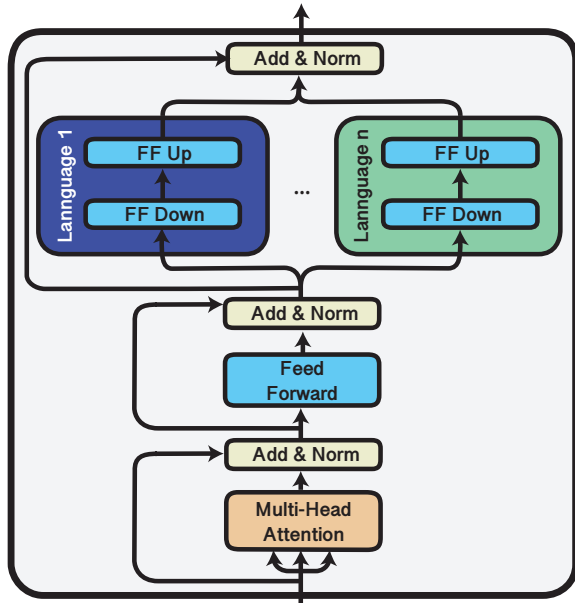 Add & Norm
Lannguage 1
FF Up
FF Down
...
Lannguage n
FF Up
FF Down
Add & Norm
Feed
Forward
Add & Norm
Multi-Head
Attention